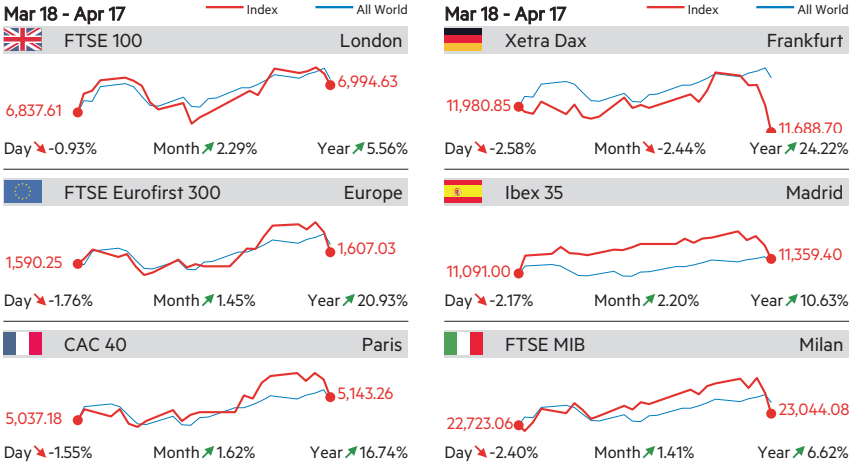 Mar 18 - Apr 17 Index All World
FTSE 100 London
6,837.61
6,994.63
Day -0.93% Month 2.29% Year 5.56%
FTSE Eurofirst 300 Europe
1,590.25
1,607.03
Day -1.76% Month 1.45% Year 20.93%
CAC 40 Paris
5,037.18
5,143.26
Day -1.55% Month 1.62% Year 16.74%
Mar 18 - Apr 17 Index All World
Xetra Dax Frankfurt
11,980.85
11,688.70
Day -2.58% Month -2.44% Year 24.22%
Ibex 35 Madrid
11,091.00
11,359.40
Day -2.17% Month 2.20% Year 10.63%
FTSE MIB Milan
22,723.06
23,044.08
Day -2.40% Month 1.41% Year 6.62%